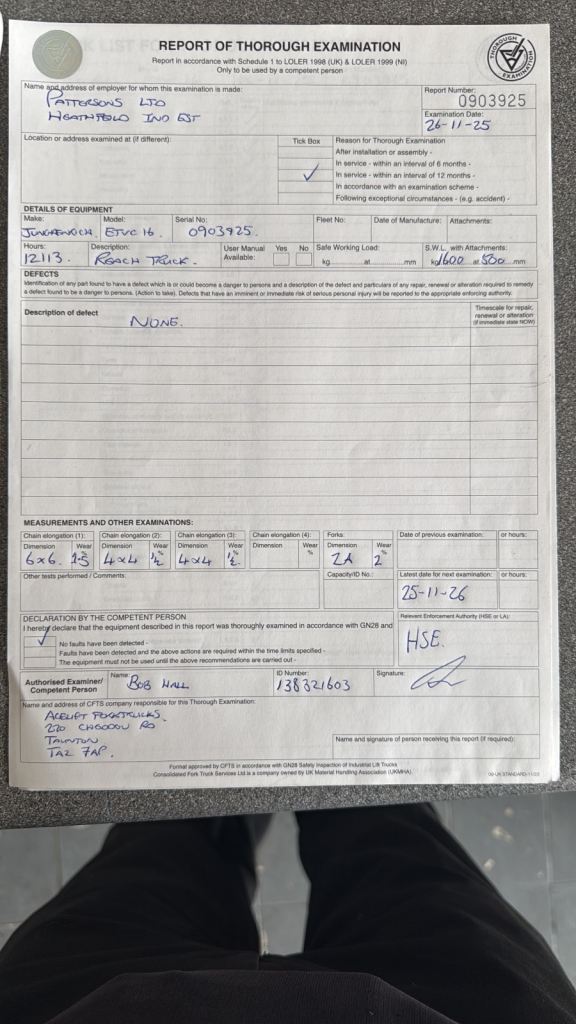 REPORT OF THOROUGH EXAMINATION
Report in accordance with Schedule 1 to LOLER 1998 (UK) & LOLER 1999 (NI)
Only to be used by a competent person
THOROUGH EXAMINATION
Name and address of employer for whom this examination is made:
PATTERSONS LTD
HEATHFIELD IND EST
Report Number:
0903925
Examination Date:
26-11-25
Location or address examined at (if different):
Tick Box
Reason for Thorough Examination
After installation or assembly -
In service - within an interval of 6 months -
✓ In service - within an interval of 12 months -
In accordance with an examination scheme -
Following exceptional circumstances - (e.g. accident) -
DETAILS OF EQUIPMENT
Make: Model: Serial No: Fleet No: Date of Manufacture: Attachments:
ETVC 16. 0903925.
Hours: Description: User Manual Available: Yes No Safe Working Load: S.W.L. with Attachments:
12113. REACH TRUCK. kg at mm kg 1600 at 500 mm
DEFECTS
Identification of any part found to have a defect which is or could become a danger to persons and a description of the defect and particulars of any repair, renewal or alteration required to remedy
a defect found to be a danger to persons. (Action to take). Defects that have an imminent or immediate risk of serious personal injury will be reported to the appropriate enforcing authority.
Description of defect
Timescale for repair, renewal or alteration (if immediate state NOW)
NONE.
MEASUREMENTS AND OTHER EXAMINATIONS:
Chain elongation (1): Chain elongation (2): Chain elongation (3): Chain elongation (4): Forks: Date of previous examination: or hours:
Dimension Wear % Dimension Wear % Dimension Wear % Dimension Wear % Dimension Wear %
6x6. 4x4 ½ 4x4 ½. 2A 2
Other tests performed / Comments:
Capacity/ID No.:
Latest date for next examination: or hours:
25-11-26
DECLARATION BY THE COMPETENT PERSON
I hereby declare that the equipment described in this report was thoroughly examined in accordance with GN28 and
Relevant Enforcement Authority (HSE or LA):
HSE.
✓ No faults have been detected -
Faults have been detected and the above actions are required within the time limits specified -
The equipment must not be used until the above recommendations are carried out -
Authorised Examiner/ Competent Person
Name:
BOB HALL
ID Number:
138321603
Signature:
Name and address of CFTS company responsible for this Thorough Examination:
ACELIFT
TAUNTON
TA2 7AP.
Name and signature of person receiving this report (if required):
Format approved by CFTS in accordance with GN28 Safety Inspection of Industrial Lift Trucks
Consolidated Fork Truck Services Ltd is a company owned by UK Material Handling Association (UKMHA)